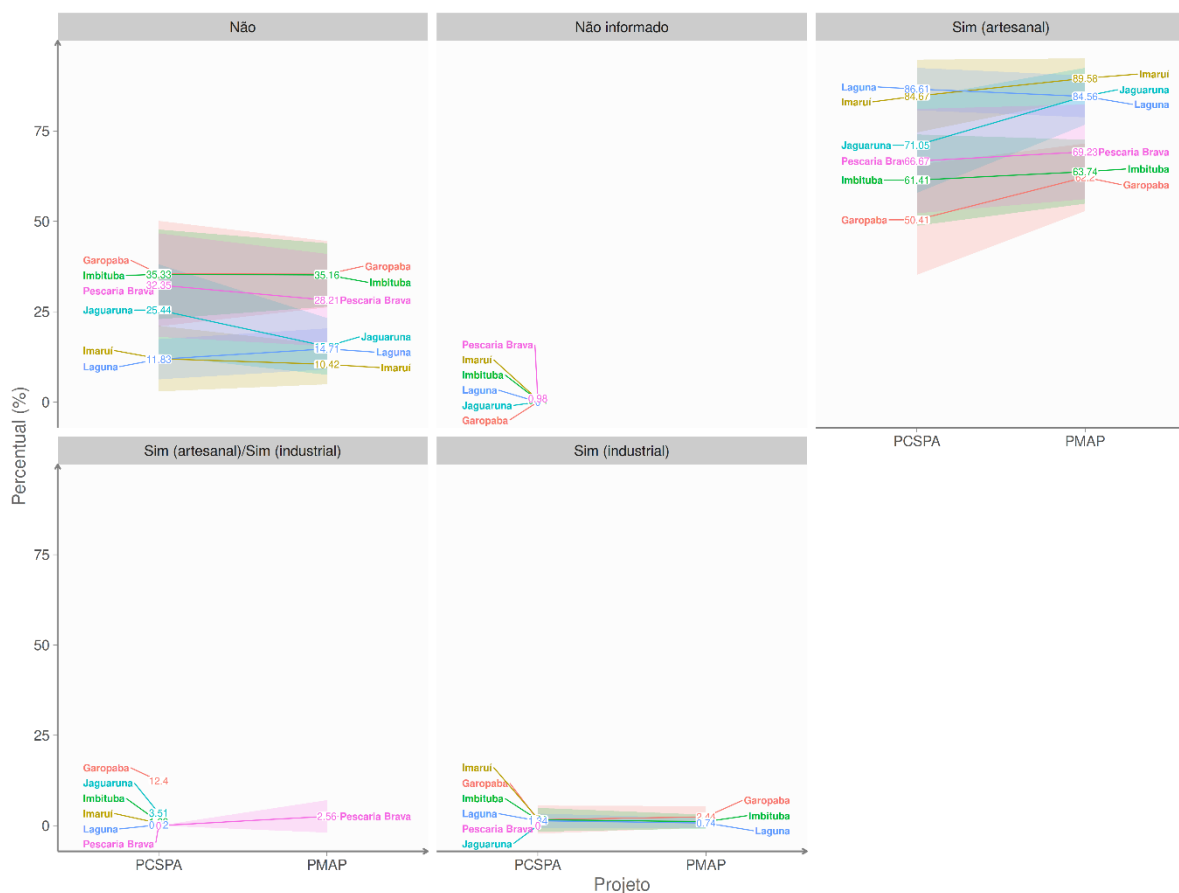 Não
Não informado
Sim (artesanal)
75
50
25
0
Garopaba
Imbituba
Pescaria Brava
Jaguaruna
Imaruí
Laguna
35.33
32.35
25.44
11.83
35.16
28.21
14.71
10.42
Garopaba
Imbituba
Pescaria Brava
Jaguaruna
Laguna
Imaruí
Pescaria Brava
Imaruí
Imbituba
Laguna
Jaguaruna
Garopaba
0.98
Laguna
Imaruí
Jaguaruna
Pescaria Bra
Imbituba
Garopaba
86.61
84.67
71.05
66.67
61.41
50.41
89.58
84.56
69.23
63.74
Imaruí
Jaguaruna
Laguna
Pescaria Brava
Imbituba
Garopaba
PCSPA
PMAP
Sim (artesanal)/Sim (industrial)
Sim (industrial)
75
50
25
0
Garopaba
Jaguaruna
Imbituba
Imaruí
Laguna
Pescaria Brava
12.4
3.51
2.56
Pescaria Brava
Imaruí
Garopaba
Imbituba
Laguna
Pescaria Brava
Jaguaruna
1.34
2.44
0.74
Garopaba
Imbituba
Laguna
PCSPA
PMAP
PCSPA
PMAP
Percentual (%)
Projeto